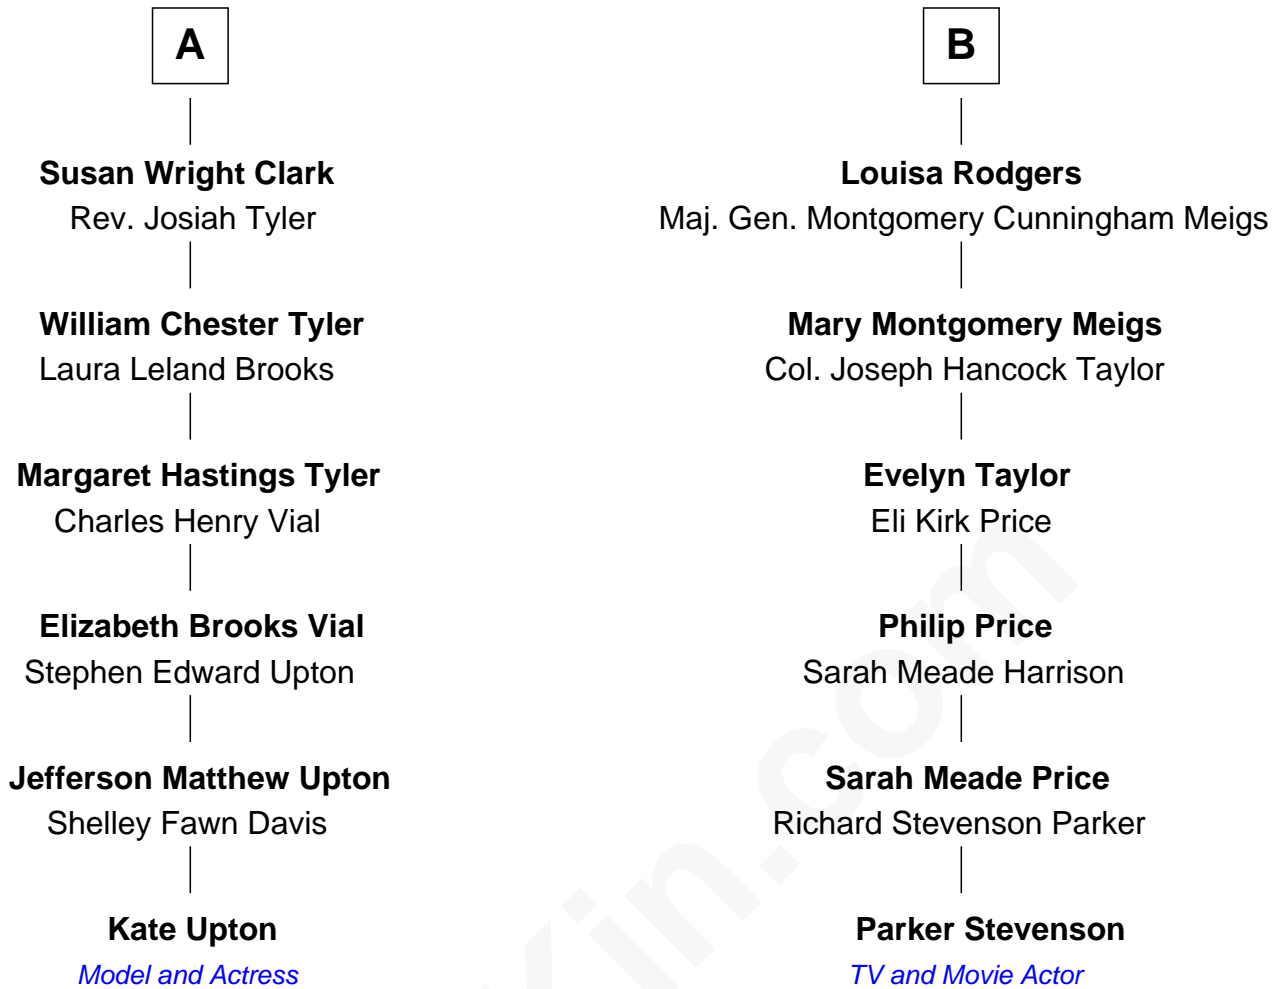 A
Susan Wright Clark
Rev. Josiah Tyler
William Chester Tyler
Laura Leland Brooks
Margaret Hastings Tyler
Charles Henry Vial
Elizabeth Brooks Vial
Stephen Edward Upton
Jefferson Matthew Upton
Shelley Fawn Davis
Kate Upton
Model and Actress
B
Louisa Rodgers
Maj. Gen. Montgomery Cunningham Meigs
Mary Montgomery Meigs
Col. Joseph Hancock Taylor
Evelyn Taylor
Eli Kirk Price
Philip Price
Sarah Meade Harrison
Sarah Meade Price
Richard Stevenson Parker
Parker Stevenson
TV and Movie Actor
Kin.com